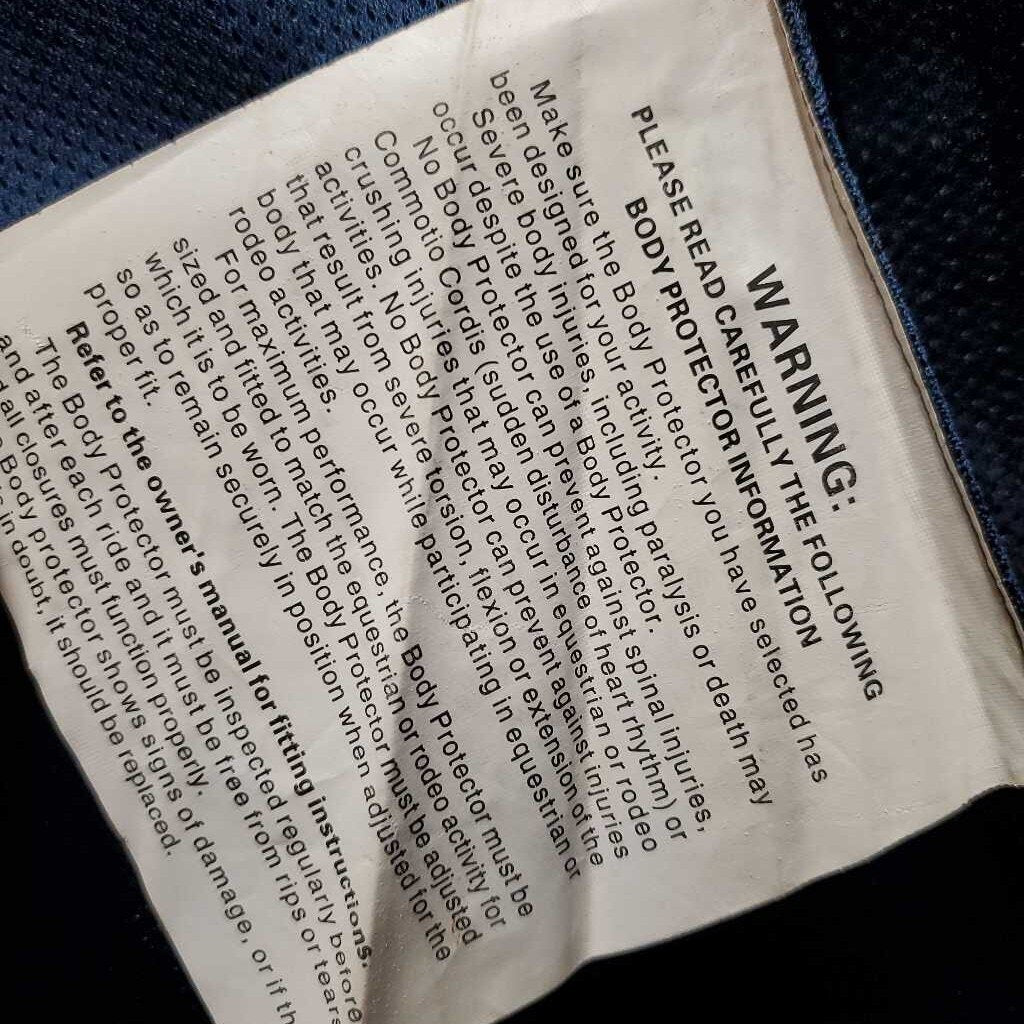 WARNING:
PLEASE READ CAREFULLY THE FOLLOWING
BODY PROTECTOR INFORMATION
Make sure the Body Protector you have selected has
been designed for your activity.
Severe body injuries, including paralysis or death may
occur despite the use of a Body Protector.
No Body Protector can prevent against spinal injuries,
Commotio Cordis (sudden disturbance of heart rhythm) or
crushing injuries that may occur in equestrian or rodeo
activities. No Body Protector can prevent against injuries
that result from severe torsion, flexion or extension of the
body that may occur while participating in equestrian or
rodeo activities.
For maximum performance, the Body Protector must be
sized and fitted to match the equestrian or rodeo activity for
which it is to be worn. The Body Protector must be adjusted
so as to remain securely in position when adjusted for the
proper fit.
Refer to the owner's manual for fitting instructions.
The Body Protector must be inspected regularly before
and after each ride and it must be free from rips or tears
all closures must function properly.
Body protector shows signs of damage, or if th
is in doubt, it should be replaced.